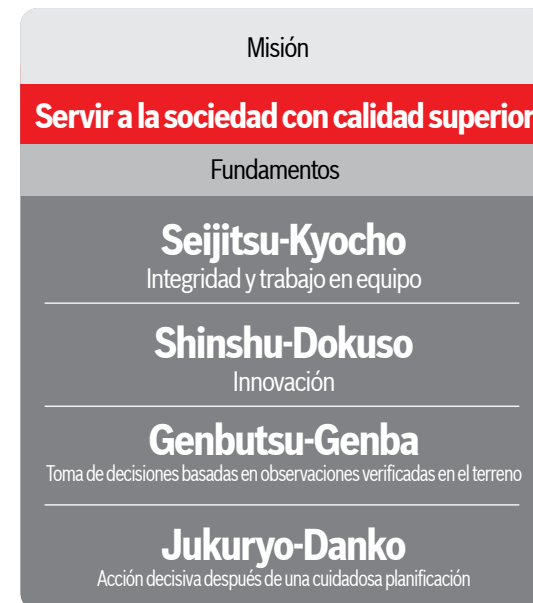 Misión
Servir a la sociedad con calidad superior
Fundamentos
Seijitsu-Kyocho
Integridad y trabajo en equipo
Shinshu-Dokuso
Innovación
Genbutsu-Genba
Toma de decisiones basadas en observaciones verificadas en el terreno
Jukuryo-Danko
Acción decisiva después de una cuidadosa planificación